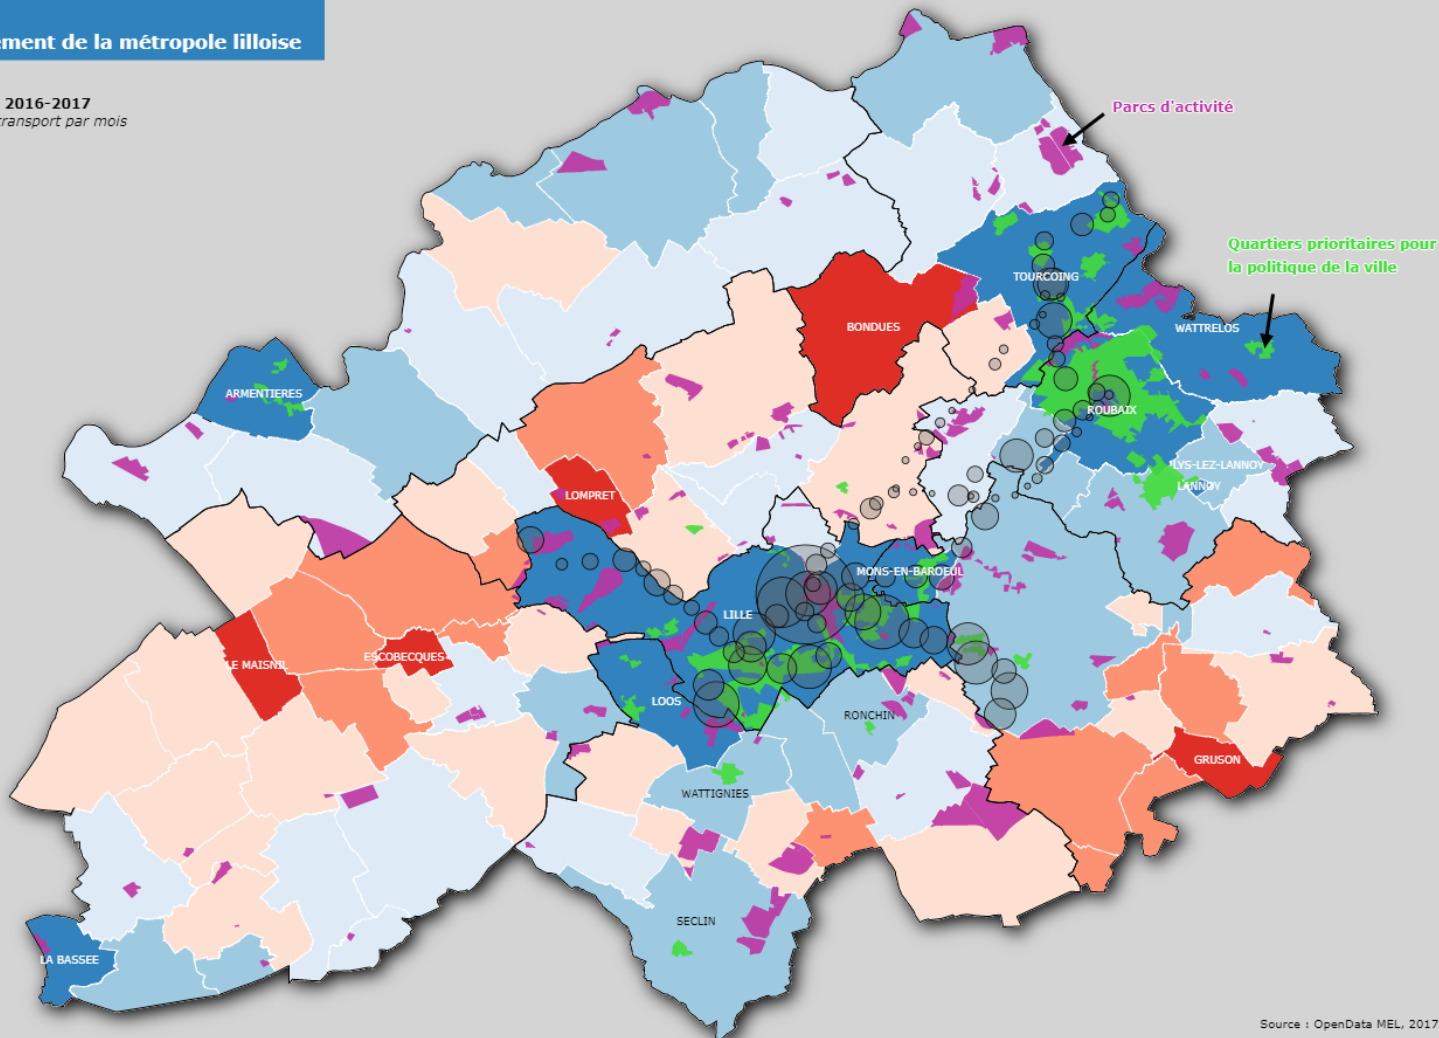 ement de la métropole lilloise
2016-2017
transport par mois
Parcs d'activité
Quartiers prioritaires pour
la politique de la ville
TOURCOING
BONDUES
WATTRELOS
ARMENTIERES
ROUBAIX
LYS-LEZ-LANNOY
LANNOY
LOMPRET
MONS-EN-BAROEUL
LILLE
ESCOBECQUES
LE MAISNIL
LOOS
RONCHIN
GRUSON
WATTIGNIES
SECLIN
LA BASSEE
Source : OpenData MEL, 2017